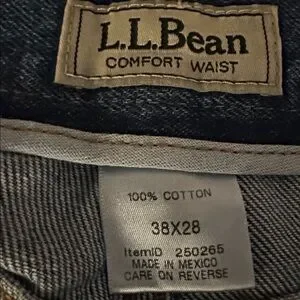 L.L.Bean
COMFORT WAIST
100% COTTON
38X28
ItemID 250265
MADE IN MEXICO
CARE ON REVERSE